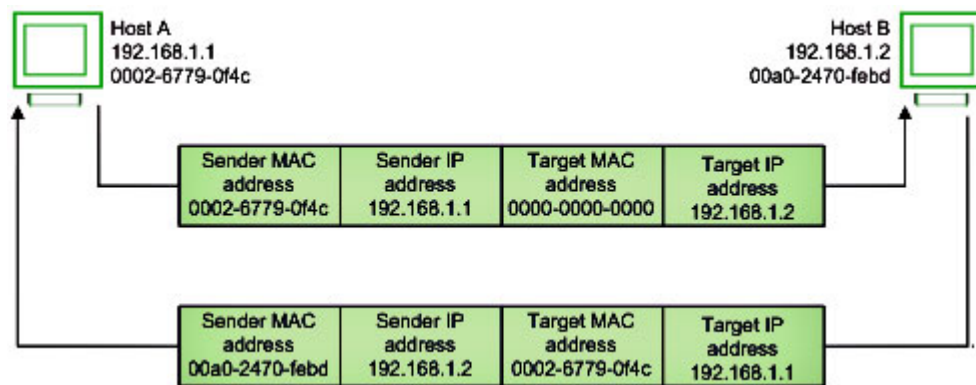 Host A
192.168.1.1
0002-6779-0f4c
Host B
192.168.1.2
00a0-2470-febd
Sender MAC
address
0002-6779-0f4c
Sender IP
address
192.168.1.1
Target MAC
address
0000-0000-0000
Target IP
address
192.168.1.2
Sender MAC
address
00a0-2470-febd
Sender IP
address
192.168.1.2
Target MAC
address
0002-6779-0f4c
Target IP
address
192.168.1.1